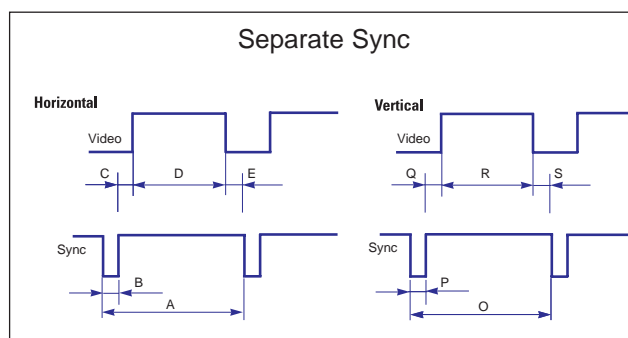 Separate Sync
Horizontal
Vertical
Video
Video
C
D
E
Q
R
S
Sync
Sync
B
P
A
O